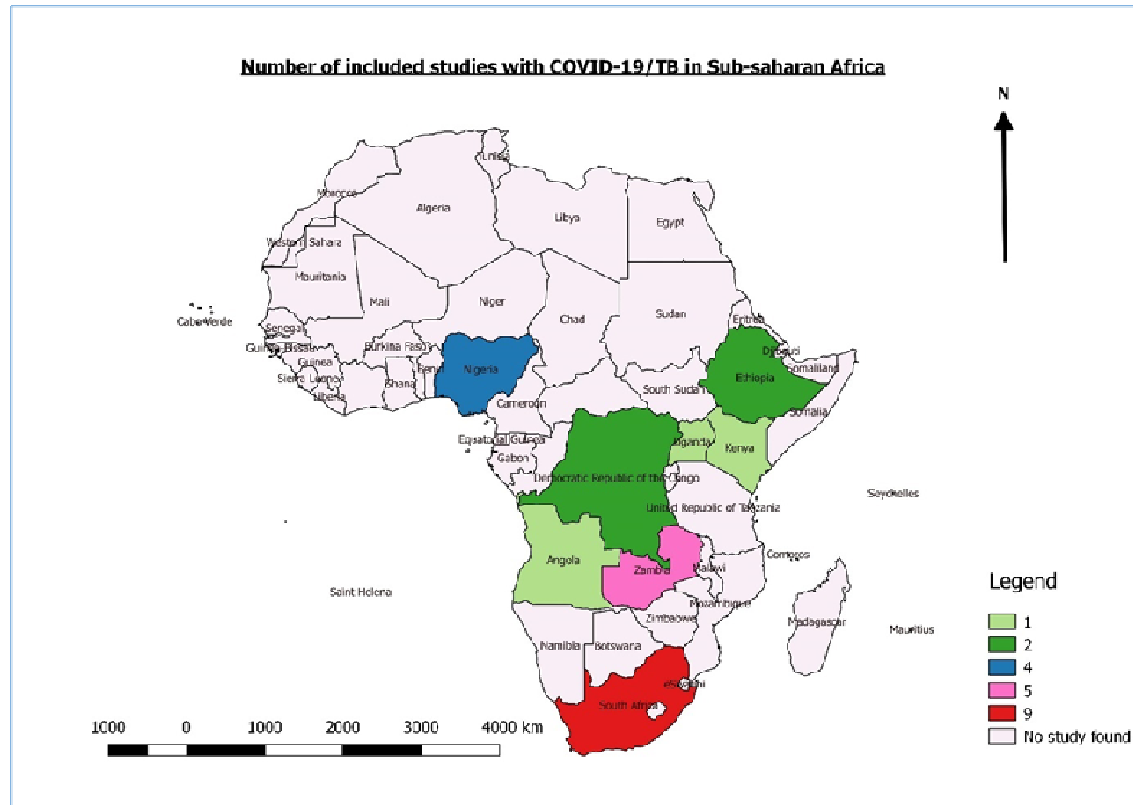 Number of included studies with COVID-19/TB in Sub-saharan Africa
N
Tunisia
Morocco
Algeria
Libya
Egypt
Western Sahara
Mauritania
Mali
Niger
Chad
Sudan
Eritrea
Cabo Verde
Senegal
Guinea-Bissau
Burkina Faso
Djibouti
Guinea
Benin
Nigeria
Ethiopia
Somaliland
Sierra Leone
Ghana
South Sudan
Liberia
Cameroon
Somalia
Equatorial Guinea
Uganda
Kenya
Gabon
Democratic Republic of the Congo
Seychelles
United Republic of Tanzania
Angola
Comoros
Zambia
Malawi
Saint Helena
Mozambique
Zimbabwe
Madagascar
Mauritius
Namibia
Botswana
eSwatini
South Africa
Legend
1
2
4
5
9
No study found
1000 0 1000 2000 3000 4000 km